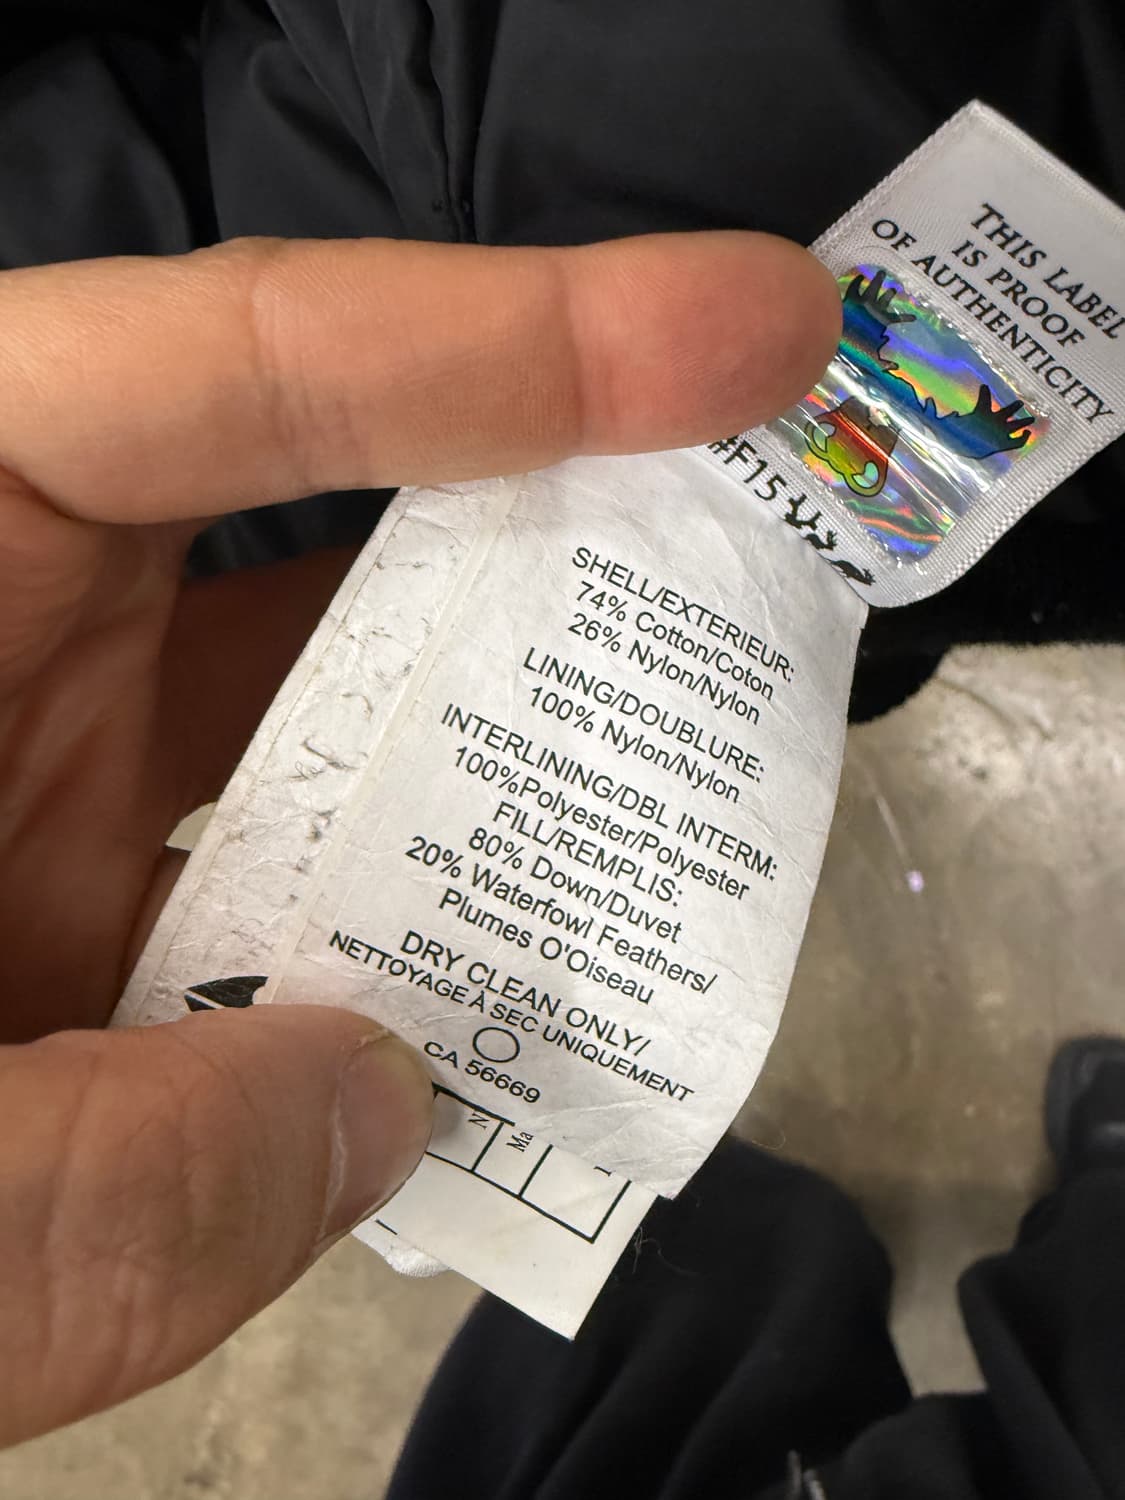 THIS LABEL
IS PROOF
OF AUTHENTICITY
#F15
SHELL/EXTERIEUR:
74% Cotton/Coton
26% Nylon/Nylon
LINING/DOUBLURE:
100% Nylon/Nylon
INTERLINING/DBL INTERM:
100%Polyester/Polyester
FILL/REMPLIS:
80% Down/Duvet
20% Waterfowl Feathers/
Plumes O'Oiseau
DRY CLEAN ONLY/
NETTOYAGE À SEC UNIQUEMENT
CA 56669
N
Ma